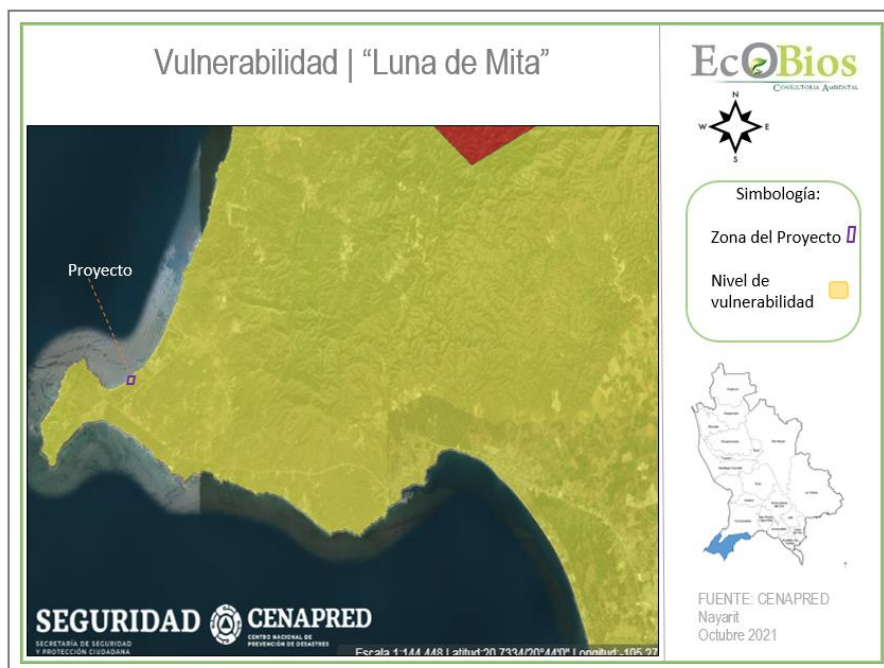 Vulnerabilidad | “Luna de Mita”
EcOBios
CONSULTORIA AMBIENTAL
N
W
E
S
Simbología:
Zona del Proyecto
Nivel de
vulnerabilidad
Proyecto
SEGURIDAD
SECRETARÍA DE SEGURIDAD
Y PROTECCIÓN CIUDADANA
CENAPRED
CENTRO NACIONAL DE
PREVENCIÓN DE DESASTRES
Escala 1:144,448 Latitud:20.7334/20°44'0" Longitud:-105.27
FUENTE: CENAPRED
Nayarit
Octubre 2021